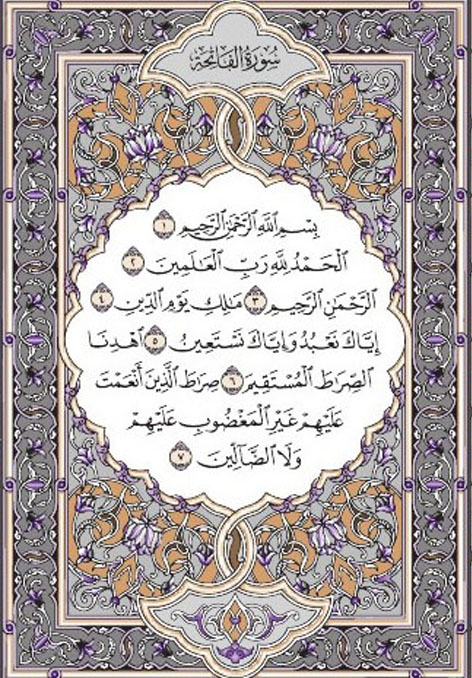 سُورَةُ الفَاتِحَةِ
بِسْمِ ٱللَّهِ ٱلرَّحْمَٰنِ ٱلرَّحِيمِ ١
ٱلْحَمْدُ لِلَّهِ رَبِّ ٱلْعَٰلَمِينَ ٢
ٱلرَّحْمَٰنِ ٱلرَّحِيمِ ٣ مَٰلِكِ يَوْمِ ٱلدِّينِ ٤
إِيَّاكَ نَعْبُدُ وَإِيَّاكَ نَسْتَعِينُ ٥ ٱهْدِنَا
ٱلصِّرَٰطَ ٱلْمُسْتَقِيمَ ٦ صِرَٰطَ ٱلَّذِينَ أَنْعَمْتَ
عَلَيْهِمْ غَيْرِ ٱلْمَغْضُوبِ عَلَيْهِمْ
وَلَا ٱلضَّآلِّينَ ٧